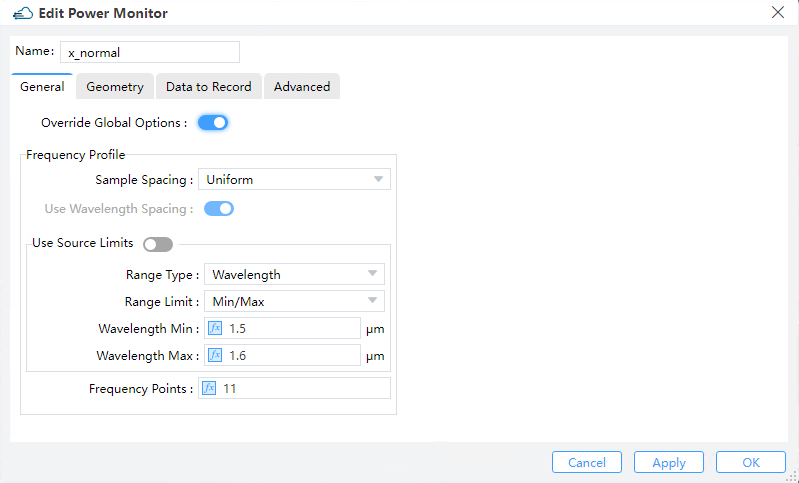 Edit Power Monitor
Name: x_normal
General Geometry Data to Record Advanced
Override Global Options :
Frequency Profile
Sample Spacing : Uniform
Use Wavelength Spacing :
Use Source Limits
Range Type : Wavelength
Range Limit : Min/Max
Wavelength Min : fx 1.5 μm
Wavelength Max : fx 1.6 μm
Frequency Points : fx 11
Cancel Apply OK